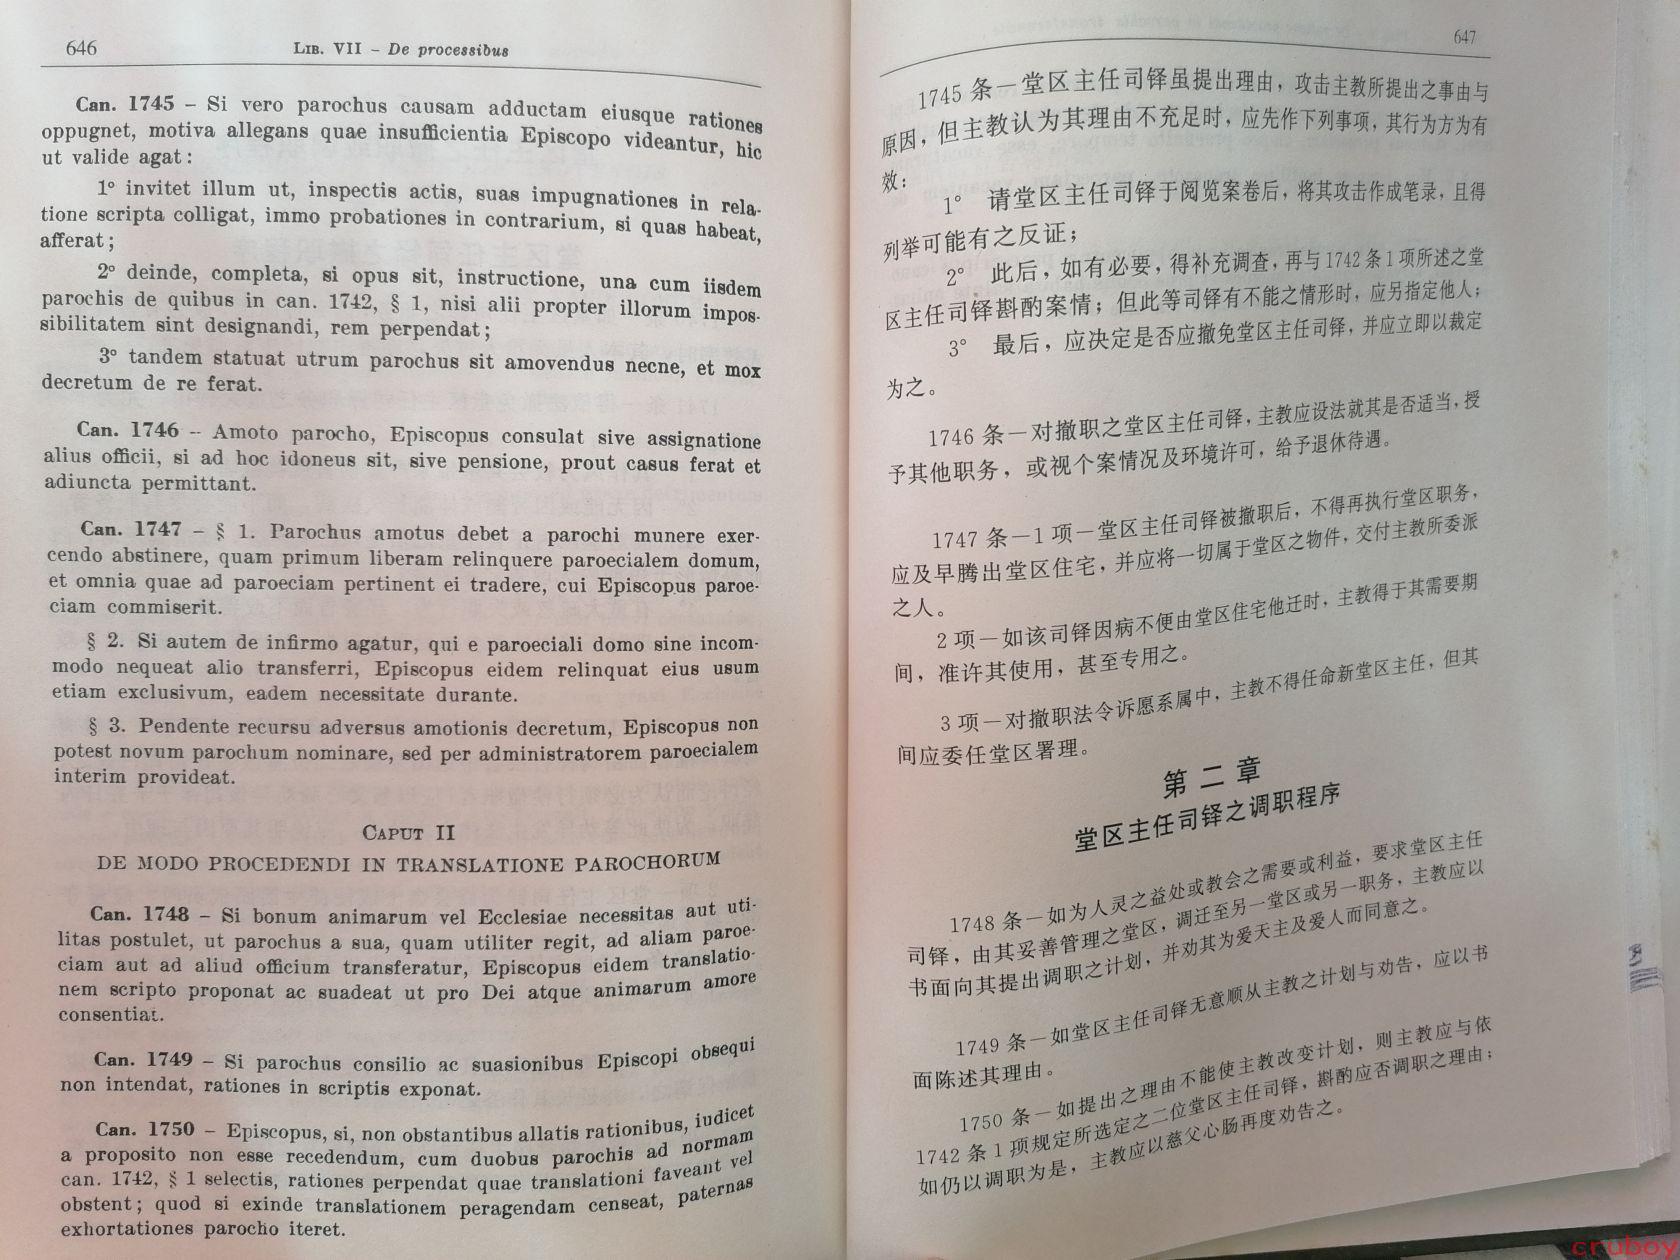 646
Lib. VII – De processibus
Can. 1745 – Si vero parochus causam adductam eiusque rationes
oppugnet, motiva allegans quae insufficientia Episcopo videantur, hic
ut valide agat:
1° invitet illum ut, inspectis actis, suas impugnationes in rela-
tione scripta colligat, immo probationes in contrarium, si quas habeat,
afferat;
2° deinde, completa, si opus sit, instructione, una cum iisdem
parochis de quibus in can. 1742, § 1, nisi alii propter illorum impos-
sibilitatem sint designandi, rem perpendat;
3° tandem statuat utrum parochus sit amovendus necne, et mox
decretum de re ferat.
Can. 1746 – Amoto parocho, Episcopus consulat sive assignatione
alius officii, si ad hoc idoneus sit, sive pensione, prout casus ferat et
adiuncta permittant.
Can. 1747 – § 1. Parochus amotus debet a parochi munere exer-
cendo abstinere, quam primum liberam relinquere paroecialem domum,
et omnia quae ad paroeciam pertinent ei tradere, cui Episcopus paroe-
ciam commiserit.
§ 2. Si autem de infirmo agatur, qui e paroeciali domo sine incom-
modo nequeat alio transferri, Episcopus eidem relinquat eius usum
etiam exclusivum, eadem necessitate durante.
§ 3. Pendente recursu adversus amotionis decretum, Episcopus non
potest novum parochum nominare, sed per administratorem paroecialem
interim provideat.
Caput II
DE MODO PROCEDENDI IN TRANSLATIONE PAROCHORUM
Can. 1748 – Si bonum animarum vel Ecclesiae necessitas aut uti-
litas postulet, ut parochus a sua, quam utiliter regit, ad aliam paroe-
ciam aut ad aliud officium transferatur, Episcopus eidem translatio-
nem scripto proponat ac suadeat ut pro Dei atque animarum amore
consentiat.
Can. 1749 – Si parochus consilio ac suasionibus Episcopi obsequi
non intendat, rationes in scriptis exponat.
Can. 1750 – Episcopus, si, non obstantibus allatis rationibus, iudicet
a proposito non esse recedendum, cum duobus parochis ad normam
can. 1742, § 1 selectis, rationes perpendat quae translationi faveant vel
obstent; quod si exinde translationem peragendam censeat, paternas
exhortationes parocho iteret.
647
1745 条－堂区主任司铎虽提出理由，攻击主教所提出之事由与
原因，但主教认为其理由不充足时，应先作下列事项，其行为方为有
效：
1° 请堂区主任司铎于阅览案卷后，将其攻击作成笔录，且得
列举可能有之反证；
2° 此后，如有必要，得补充调查，再与1742条1项所述之堂
区主任司铎斟酌案情；但此等司铎有不能之情形时，应另指定他人；
3° 最后，应决定是否应撤免堂区主任司铎，并应立即以裁定
为之。
1746 条－对撤职之堂区主任司铎，主教应设法就其是否适当，授
予其他职务，或视个案情况及环境许可，给予退休待遇。
1747 条－1 项－堂区主任司铎被撤职后，不得再执行堂区职务，
应及早腾出堂区住宅，并应将一切属于堂区之物件，交付主教所委派
之人。
2 项－如该司铎因病不便由堂区住宅他迁时，主教得于其需要期
间，准许其使用，甚至专用之。
3 项－对撤职法令诉愿系属中，主教不得任命新堂区主任，但其
间应委任堂区署理。
第二章
堂区主任司铎之调职程序
1748 条－如为人灵之益处或教会之需要或利益，要求堂区主任
司铎，由其妥善管理之堂区，调迁至另一堂区或另一职务，主教应以
书面向其提出调职之计划，并劝其为爱天主及爱人而同意之。
1749 条－如堂区主任司铎无意顺从主教之计划与劝告，应以书
面陈述其理由。
1750 条－如提出之理由不能使主教改变计划，则主教应与依
1742 条 1 项规定所选定之二位堂区主任司铎，斟酌应否调职之理由；
如仍以调职为是，主教应以慈父心肠再度劝告之。
cruboy